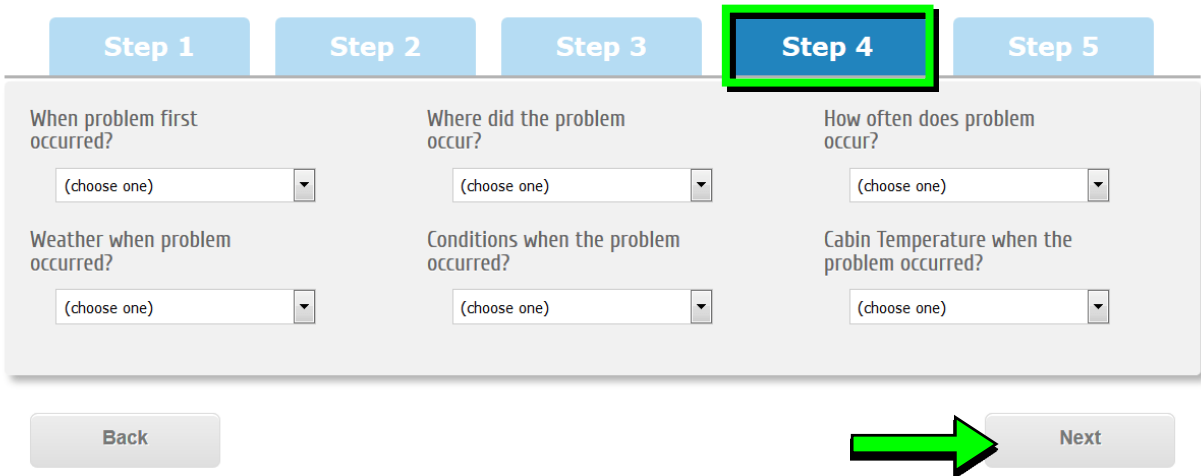 Step 1
Step 2
Step 3
Step 4
Step 5
When problem first
occurred?
(choose one)
Where did the problem
occur?
(choose one)
How often does problem
occur?
(choose one)
Weather when problem
occurred?
(choose one)
Conditions when the problem
occurred?
(choose one)
Cabin Temperature when the
problem occurred?
(choose one)
Back
Next